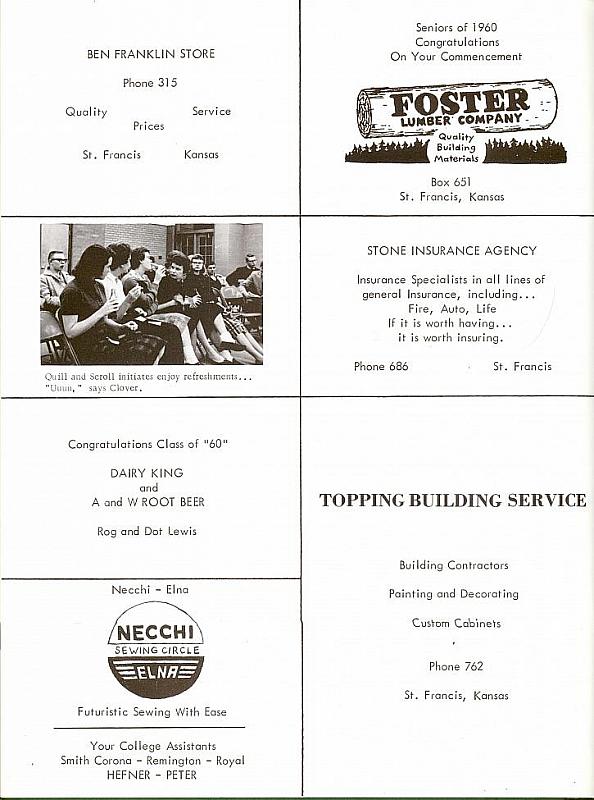 BEN FRANKLIN STORE
Phone 315
Quality Service
Prices
St. Francis Kansas
Seniors of 1960
Congratulations
On Your Commencement
FOSTER
LUMBER COMPANY
Quality
Building
Materials
Box 651
St. Francis, Kansas
Quill and Scroll initiates enjoy refreshments...
"Uuuu," says Clover.
STONE INSURANCE AGENCY
Insurance Specialists in all lines of
general Insurance, including...
Fire, Auto, Life
If it is worth having...
it is worth insuring.
Phone 686 St. Francis
Congratulations Class of "60"
DAIRY KING
and
A and W ROOT BEER
Rog and Dot Lewis
TOPPING BUILDING SERVICE
Building Contractors
Painting and Decorating
Custom Cabinets
Phone 762
St. Francis, Kansas
Necchi - Elna
NECCHI
SEWING CIRCLE
ELNA
Futuristic Sewing With Ease
Your College Assistants
Smith Corona - Remington - Royal
HEFNER - PETER